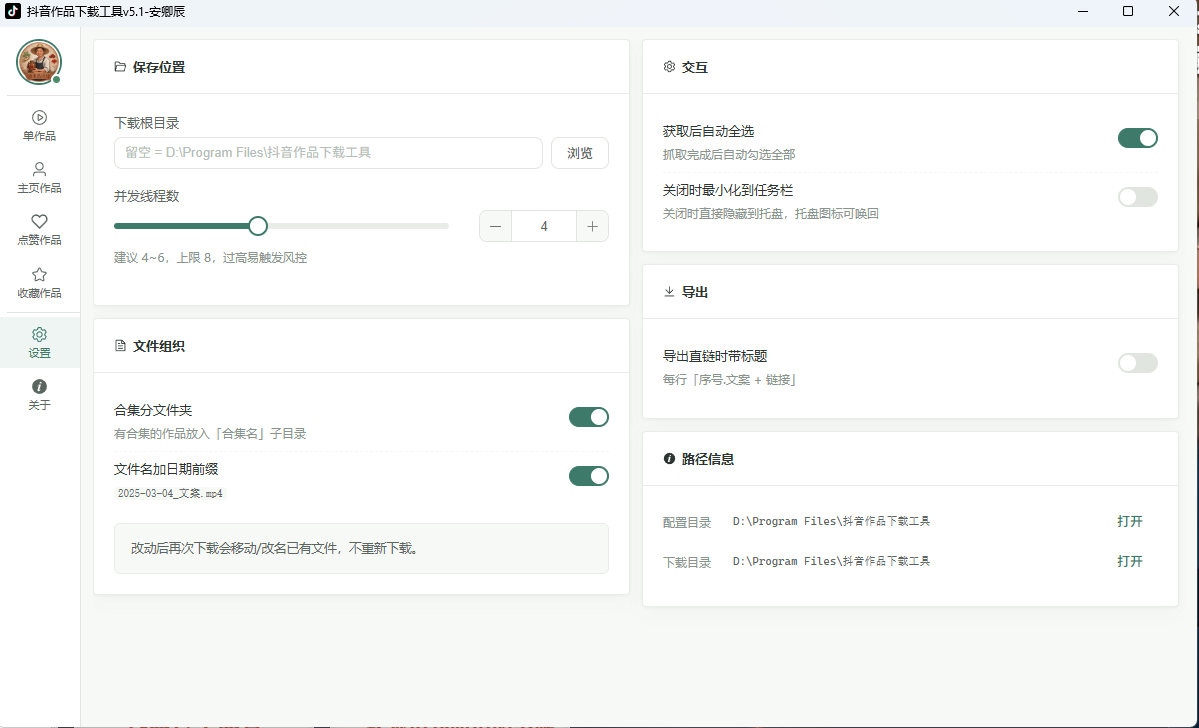 抖音作品下载工具v5.1-安卿辰
单作品
主页作品
点赞作品
收藏作品
设置
关于
保存位置
下载根目录
留空 = D:\Program Files\抖音作品下载工具
浏览
并发线程数
4
建议 4~6，上限 8，过高易触发风控
文件组织
合集分文件夹
有合集的作品放入「合集名」子目录
文件名加日期前缀
2025-03-04_文案.mp4
改动后再次下载会移动/改名已有文件，不重新下载。
交互
获取后自动全选
抓取完成后自动勾选全部
关闭时最小化到任务栏
关闭时直接隐藏到托盘，托盘图标可唤回
导出
导出直链时带标题
每行「序号.文案 + 链接」
路径信息
配置目录 D:\Program Files\抖音作品下载工具 打开
下载目录 D:\Program Files\抖音作品下载工具 打开